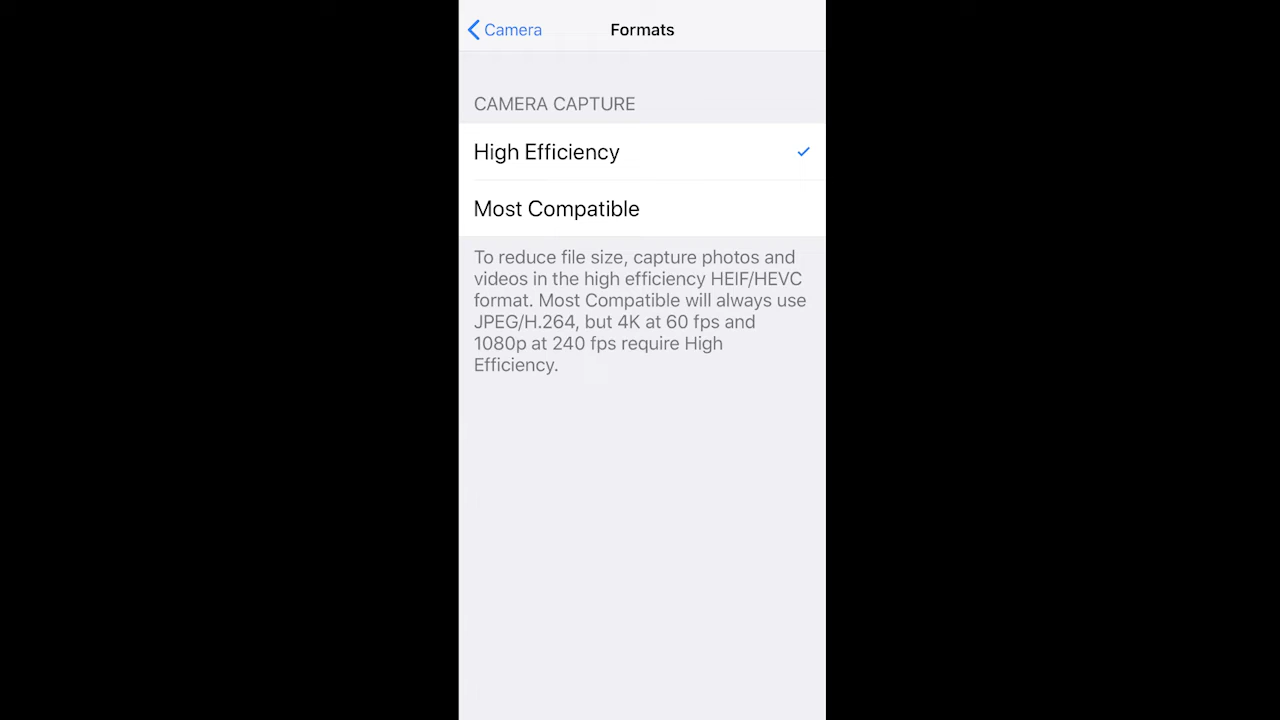 Camera
Formats
CAMERA CAPTURE
High Efficiency
Most Compatible
To reduce file size, capture photos and
videos in the high efficiency HEIF/HEVC
format. Most Compatible will always use
JPEG/H.264, but 4K at 60 fps and
1080p at 240 fps require High
Efficiency.